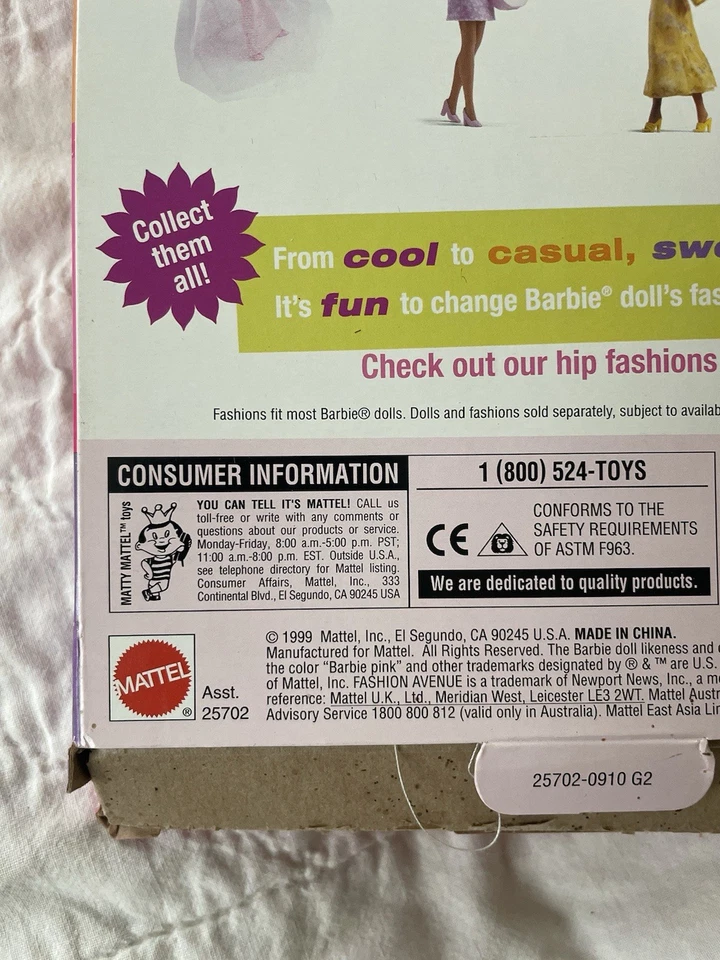 Collect
them
all!
From cool to casual,
It's fun to change Barbie® doll's
Check out our hip fashions
Fashions fit most Barbie® dolls. Dolls and fashions sold separately, subject to
CONSUMER INFORMATION
MATTY MATTEL™ toys
YOU CAN TELL IT'S MATTEL! CALL us
toll-free or write with any comments or
questions about our products or service.
Monday-Friday, 8:00 a.m.-5:00 p.m. PST;
11:00 a.m.-8:00 p.m. EST. Outside U.S.A.,
see telephone directory for Mattel listing.
Consumer Affairs, Mattel, Inc., 333
Continental Blvd., El Segundo, CA 90245 USA
1 (800) 524-TOYS
CE
CONFORMS TO THE
SAFETY REQUIREMENTS
OF ASTM F963.
We are dedicated to quality products.
MATTEL ®
Asst.
25702
© 1999 Mattel, Inc., El Segundo, CA 90245 U.S.A. MADE IN CHINA.
Manufactured for Mattel. All Rights Reserved. The Barbie doll likeness and
the color "Barbie pink" and other trademarks designated by ® & ™ are U.S.
of Mattel, Inc. FASHION AVENUE is a trademark of Newport News, Inc., a
reference: Mattel U.K., Ltd., Meridian West, Leicester LE3 2WT. Mattel
Advisory Service 1800 800 812 (valid only in Australia). Mattel East Asia
25702-0910 G2